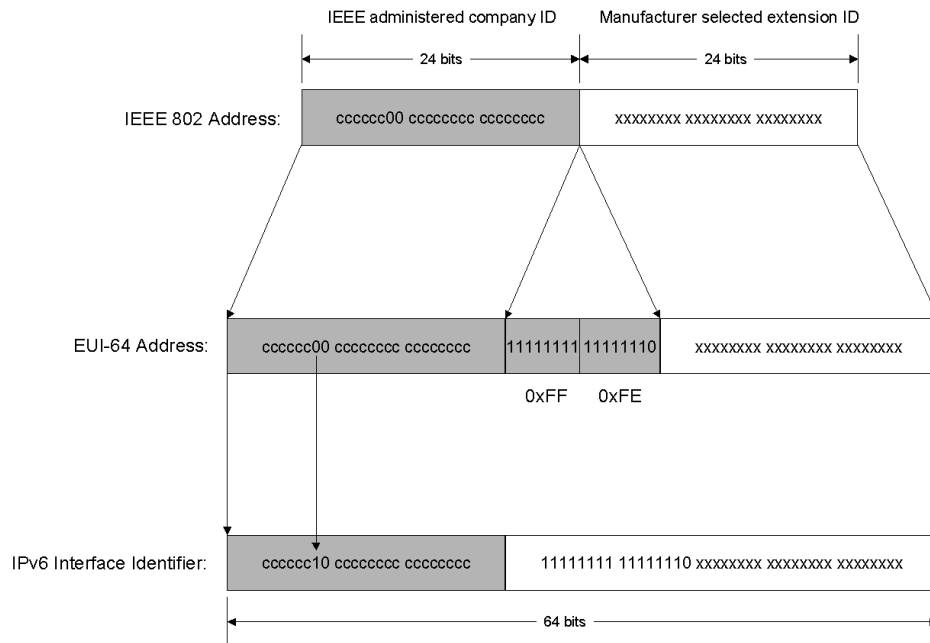 IEEE administered company ID
Manufacturer selected extension ID
24 bits
24 bits
IEEE 802 Address:
cccccc00 cccccccc cccccccc
xxxxxxxx xxxxxxxx xxxxxxxx
EUI-64 Address:
cccccc00 cccccccc cccccccc
11111111
11111110
xxxxxxxx xxxxxxxx xxxxxxxx
0xFF
0xFE
IPv6 Interface Identifier:
cccccc10 cccccccc cccccccc
11111111 11111110 xxxxxxxx xxxxxxxx xxxxxxxx
64 bits